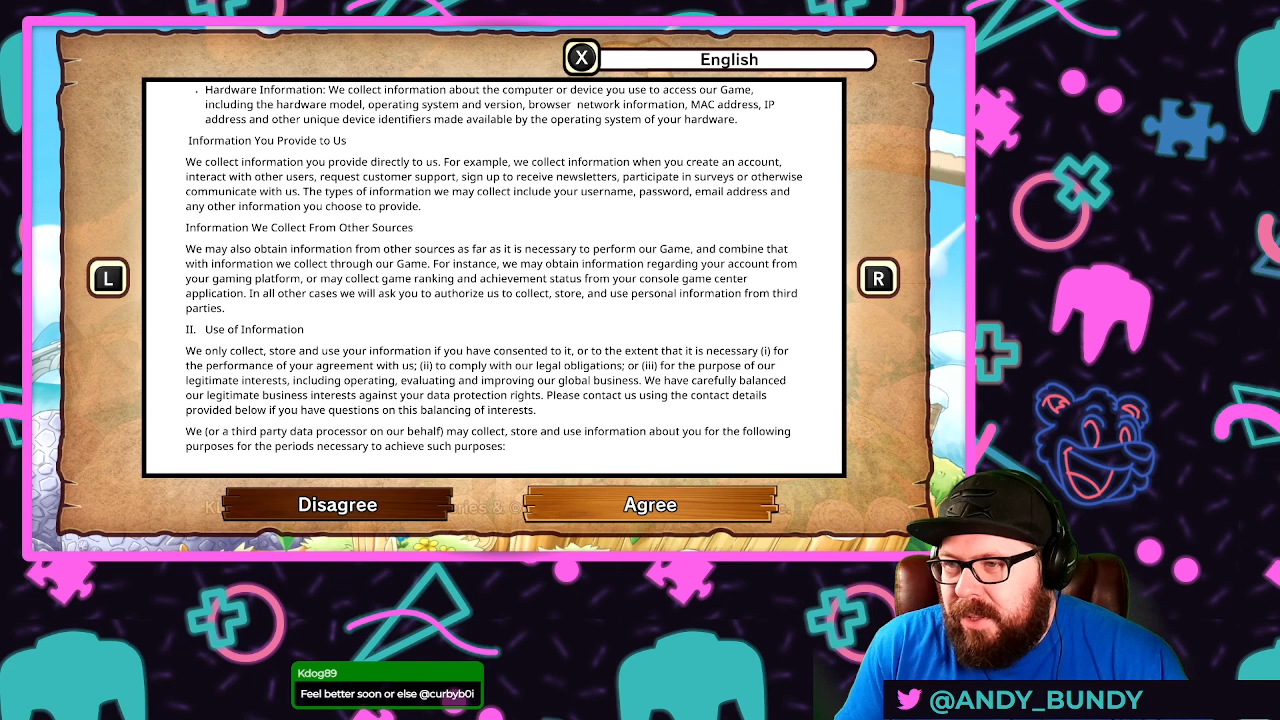 X
English
. Hardware Information: We collect information about the computer or device you use to access our Game,
including the hardware model, operating system and version, browser network information, MAC address, IP
address and other unique device identifiers made available by the operating system of your hardware.
Information You Provide to Us
We collect information you provide directly to us. For example, we collect information when you create an account,
interact with other users, request customer support, sign up to receive newsletters, participate in surveys or otherwise
communicate with us. The types of information we may collect include your username, password, email address and
any other information you choose to provide.
Information We Collect From Other Sources
We may also obtain information from other sources as far as it is necessary to perform our Game, and combine that
with information we collect through our Game. For instance, we may obtain information regarding your account from
your gaming platform, or may collect game ranking and achievement status from your console game center
application. In all other cases we will ask you to authorize us to collect, store, and use personal information from third
parties.
II. Use of Information
We only collect, store and use your information if you have consented to it, or to the extent that it is necessary (i) for
the performance of your agreement with us; (ii) to comply with our legal obligations; or (iii) for the purpose of our
legitimate interests, including operating, evaluating and improving our global business. We have carefully balanced
our legitimate business interests against your data protection rights. Please contact us using the contact details
provided below if you have questions on this balancing of interests.
We (or a third party data processor on our behalf) may collect, store and use information about you for the following
purposes for the periods necessary to achieve such purposes:
L
R
Disagree
Agree
Kdog89
Feel better soon or else @curbyb0i
@ANDY_BUNDY